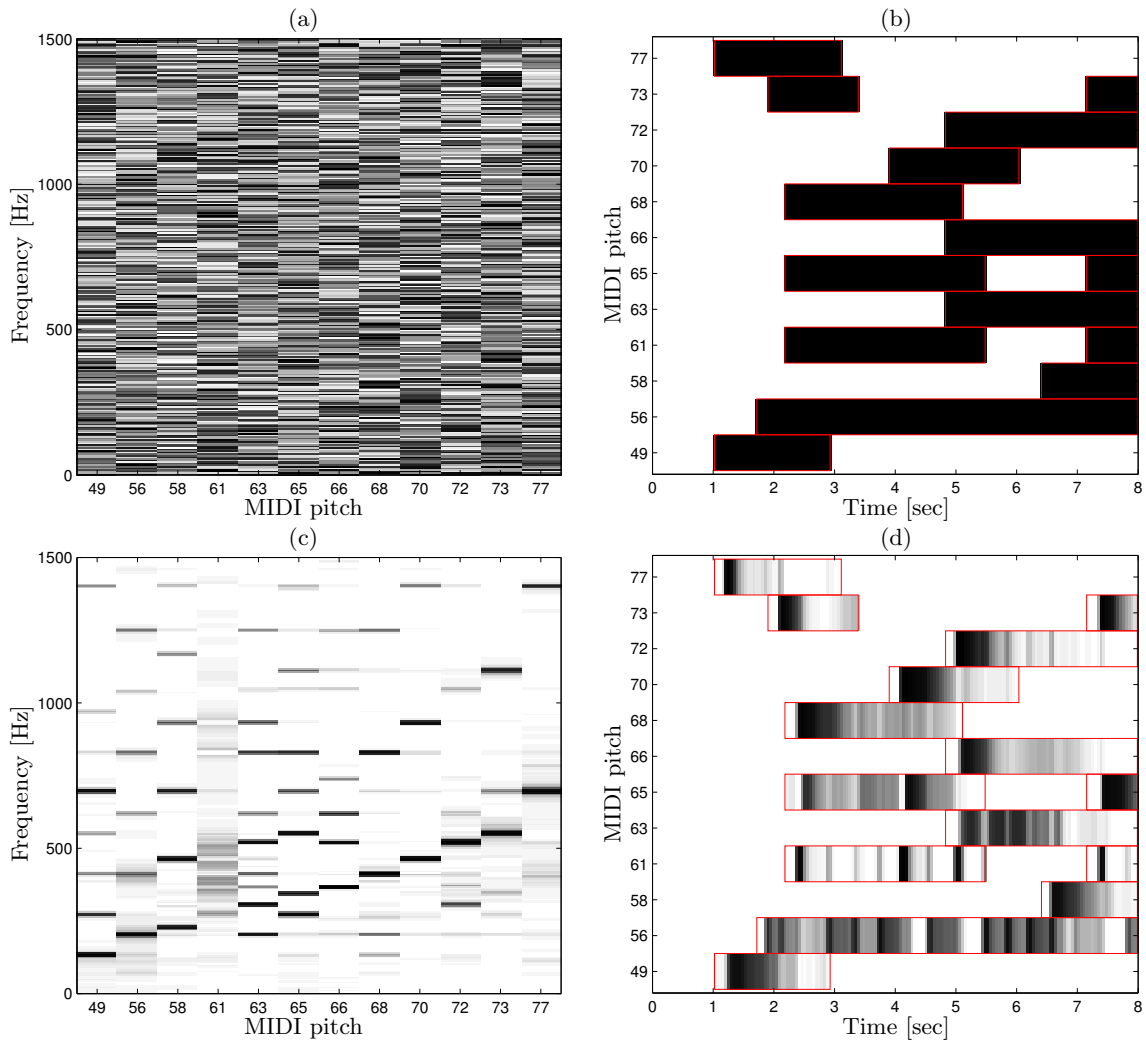 (a)
1500
1000
500
0
Frequency [Hz]
49 56 58 61 63 65 66 68 70 72 73 77
MIDI pitch
(b)
77
73
72
70
68
66
65
63
61
58
56
49
MIDI pitch
0 1 2 3 4 5 6 7 8
Time [sec]
(c)
1500
1000
500
0
Frequency [Hz]
49 56 58 61 63 65 66 68 70 72 73 77
MIDI pitch
(d)
77
73
72
70
68
66
65
63
61
58
56
49
MIDI pitch
0 1 2 3 4 5 6 7 8
Time [sec]